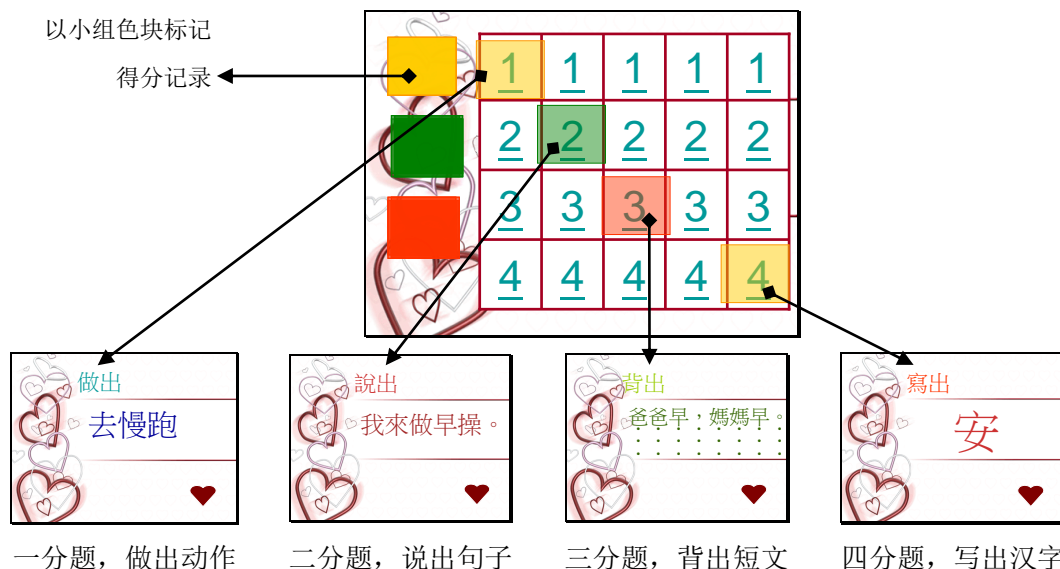 以小组色块标记
得分记录
1 1 1 1 1
2 2 2 2 2
3 3 3 3 3
4 4 4 4 4
做出
去慢跑
說出
我來做早操。
背出
爸爸早，媽媽早。
. . . . . . . .
寫出
安
一分题，做出动作
二分题，说出句子
三分题，背出短文
四分题，写出汉字